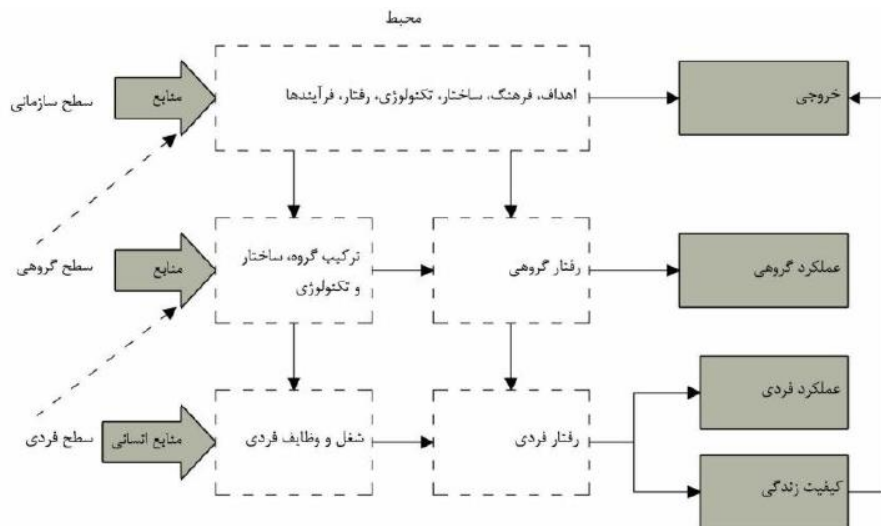 محیط
سطح سازمانی
منابع
اهداف، فرهنگ، ساختار، تکنولوژی، رفتار، فرآیندها
خروجی
سطح گروهی
منابع
ترکیب گروه، ساختار
و تکنولوژی
رفتار گروهی
عملکرد گروهی
سطح فردی
منابع انسانی
شغل و وظایف فردی
رفتار فردی
عملکرد فردی
کیفیت زندگی